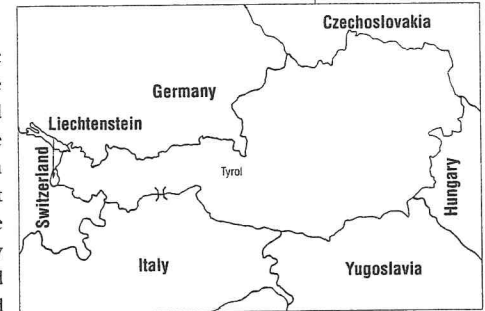 Czechoslovakia
Germany
Liechtenstein
Tyrol
Switzerland
Hungary
Italy
Yugoslavia